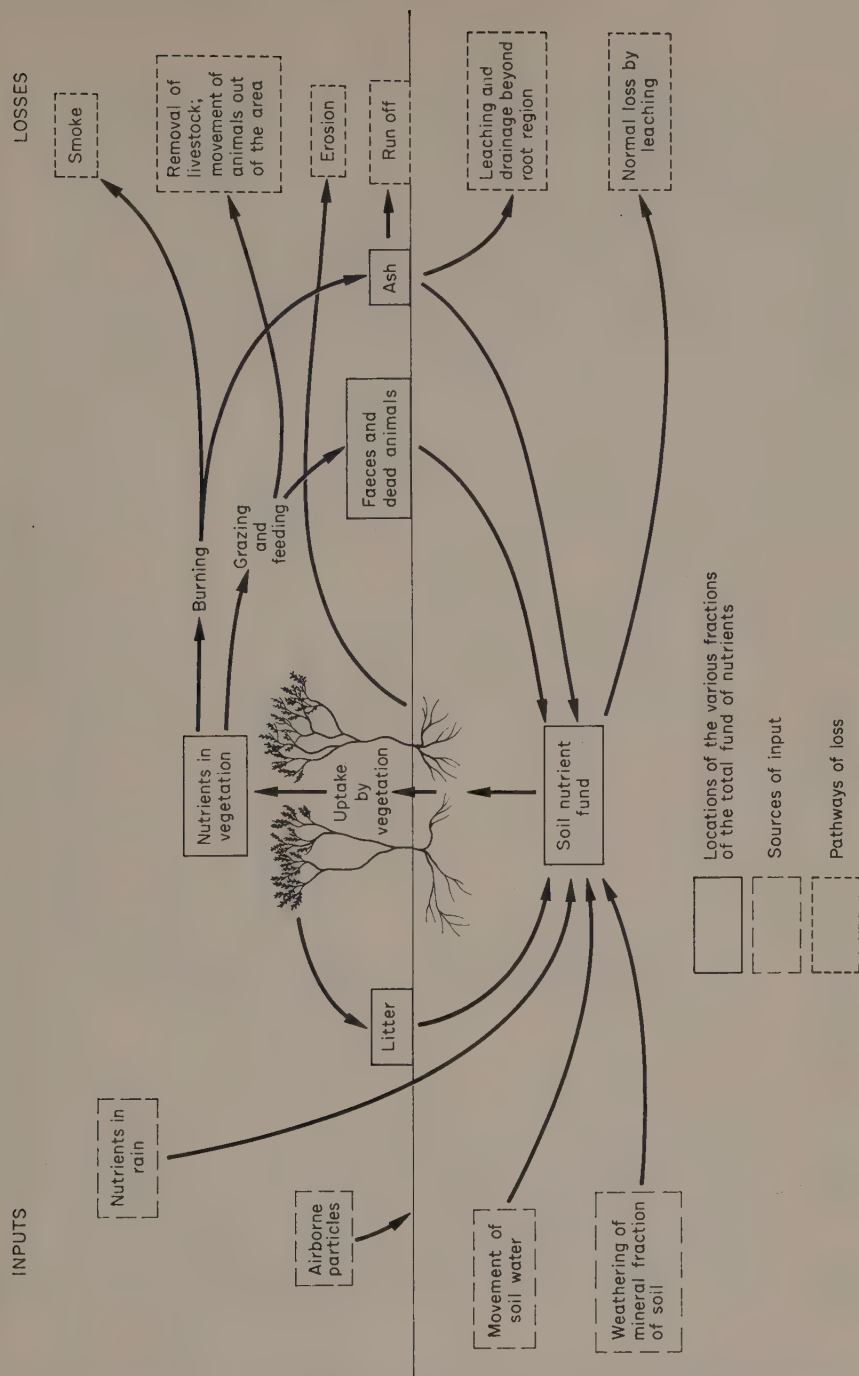 INPUTS
LOSSES
Nutrients in
rain
Airborne
particles
Movement of
soil water
Weathering of
mineral fraction
of soil
Litter
Nutrients in
vegetation
Uptake
by
vegetation
Soil nutrient
fund
Burning
Grazing
and
feeding
Faeces and
dead animals
Ash
Smoke
Removal of
livestock;
movement of
animals out
of the area
Erosion
Run off
Leaching and
drainage beyond
root region
Normal loss by
leaching
Locations of the various fractions
of the total fund of nutrients
Sources of input
Pathways of loss